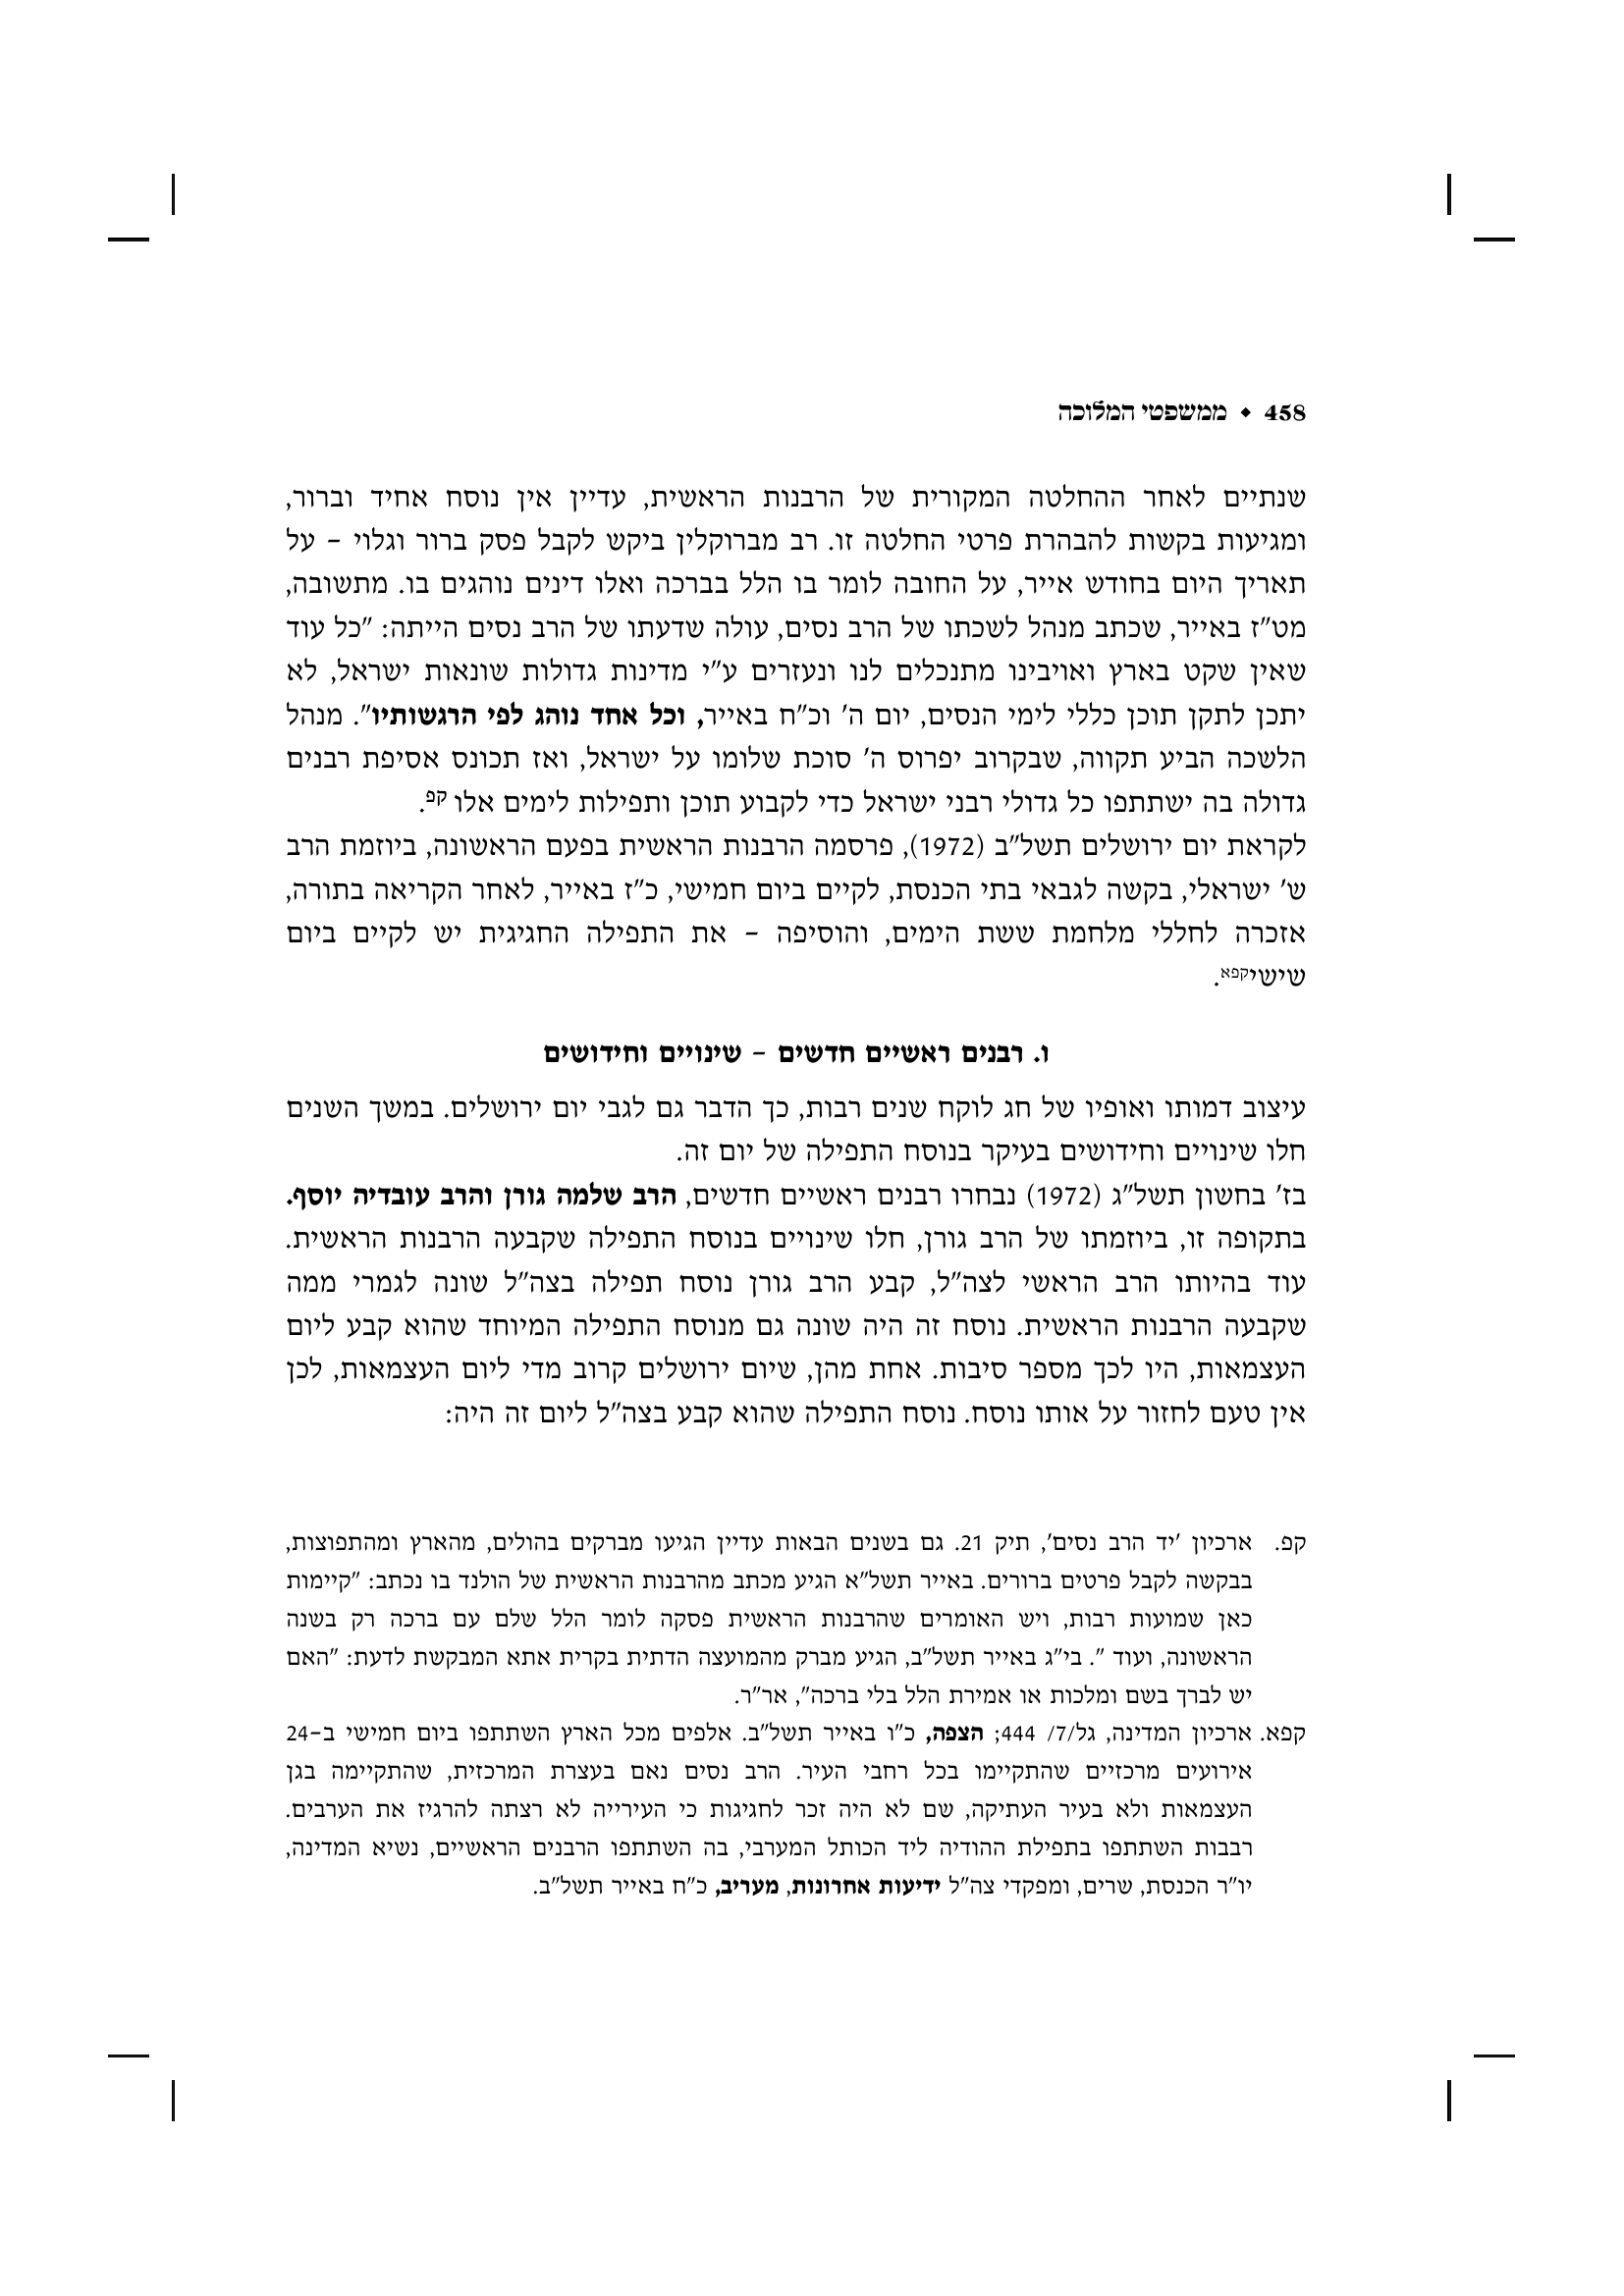 458 ◆ ממשפטי המלוכה
שנתיים לאחר ההחלטה המקורית של הרבנות הראשית, עדיין אין נוסח אחיד וברור,
ומגיעות בקשות להבהרת פרטי החלטה זו. רב מברוקלין ביקש לקבל פסק ברור וגלוי – על
תאריך היום בחודש אייר, על החובה לומר בו הלל בברכה ואלו דינים נוהגים בו. מתשובה,
מט"ז באייר, שכתב מנהל לשכתו של הרב נסים, עולה שדעתו של הרב נסים הייתה: "כל עוד
שאין שקט בארץ ואויבינו מתנכלים לנו ונעזרים ע"י מדינות גדולות שונאות ישראל, לא
יתכן לתקן תוכן כללי לימי הנסים, יום ה' וכ"ח באייר, וכל אחד נוהג לפי הרגשותיו". מנהל
הלשכה הביע תקווה, שבקרוב יפרוס ה' סוכת שלומו על ישראל, ואז תכונס אסיפת רבנים
גדולה בה ישתתפו כל גדולי רבני ישראל כדי לקבוע תוכן ותפילות לימים אלו קפ.
לקראת יום ירושלים תשל"ב (1972), פרסמה הרבנות הראשית בפעם הראשונה, ביוזמת הרב
ש' ישראלי, בקשה לגבאי בתי הכנסת, לקיים ביום חמישי, כ"ז באייר, לאחר הקריאה בתורה,
אזכרה לחללי מלחמת ששת הימים, והוסיפה – את התפילה החגיגית יש לקיים ביום
שישיקפא.
ו. רבנים ראשיים חדשים – שינויים וחידושים
עיצוב דמותו ואופיו של חג לוקח שנים רבות, כך הדבר גם לגבי יום ירושלים. במשך השנים
חלו שינויים וחידושים בעיקר בנוסח התפילה של יום זה.
בז' בחשון תשל"ג (1972) נבחרו רבנים ראשיים חדשים, הרב שלמה גורן והרב עובדיה יוסף.
בתקופה זו, ביוזמתו של הרב גורן, חלו שינויים בנוסח התפילה שקבעה הרבנות הראשית.
עוד בהיותו הרב הראשי לצה"ל, קבע הרב גורן נוסח תפילה בצה"ל שונה לגמרי ממה
שקבעה הרבנות הראשית. נוסח זה היה שונה גם מנוסח התפילה המיוחד שהוא קבע ליום
העצמאות, היו לכך מספר סיבות. אחת מהן, שיום ירושלים קרוב מדי ליום העצמאות, לכן
אין טעם לחזור על אותו נוסח. נוסח התפילה שהוא קבע בצה"ל ליום זה היה:
קפ. ארכיון 'יד הרב נסים', תיק 21. גם בשנים הבאות עדיין הגיעו מברקים בהולים, מהארץ ומהתפוצות,
בבקשה לקבל פרטים ברורים. באייר תשל"א הגיע מכתב מהרבנות הראשית של הולנד בו נכתב: "קיימות
כאן שמועות רבות, ויש האומרים שהרבנות הראשית פסקה לומר הלל שלם עם ברכה רק בשנה
הראשונה, ועוד ". בי"ג באייר תשל"ב, הגיע מברק מהמועצה הדתית בקרית אתא המבקשת לדעת: "האם
יש לברך בשם ומלכות או אמירת הלל בלי ברכה", אר"ר.
קפא. ארכיון המדינה, גל/7/ 444; הצפה, כ"ו באייר תשל"ב. אלפים מכל הארץ השתתפו ביום חמישי ב–24
אירועים מרכזיים שהתקיימו בכל רחבי העיר. הרב נסים נאם בעצרת המרכזית, שהתקיימה בגן
העצמאות ולא בעיר העתיקה, שם לא היה זכר לחגיגות כי העירייה לא רצתה להרגיז את הערבים.
רבבות השתתפו בתפילת ההודיה ליד הכותל המערבי, בה השתתפו הרבנים הראשיים, נשיא המדינה,
יו"ר הכנסת, שרים, ומפקדי צה"ל ידיעות אחרונות, מעריב, כ"ח באייר תשל"ב.